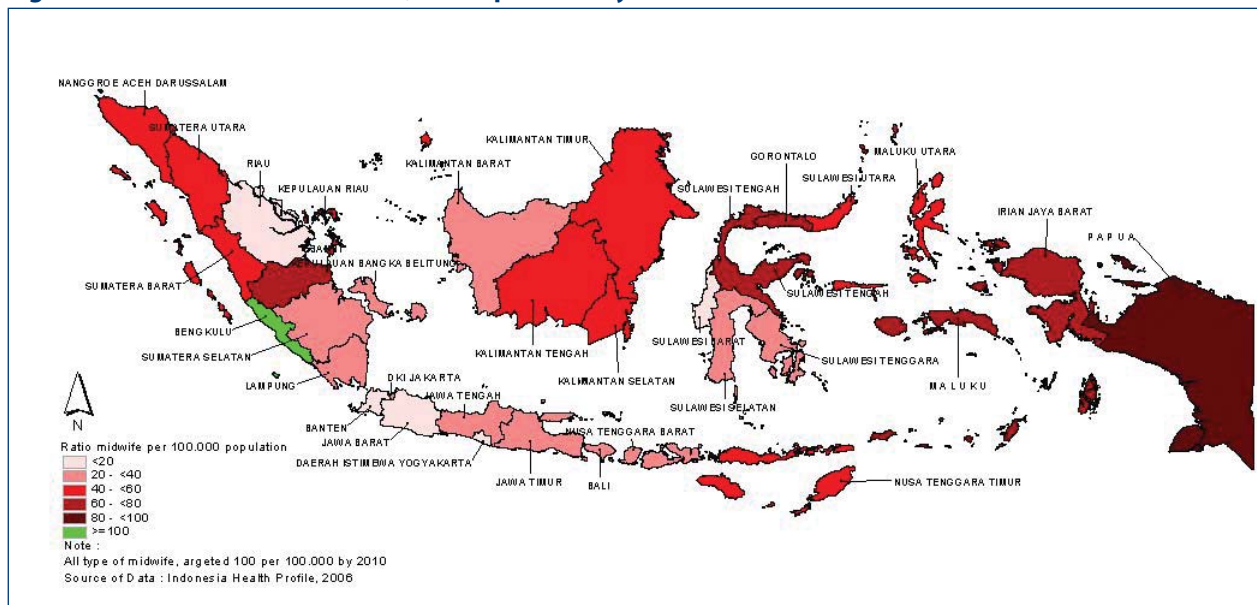 NANGGROE ACEH DARUSSALAM
SUMATERA UTARA
RIAU
KEPULAUAN RIAU
KALIMANTAN BARAT
KALIMANTAN TIMUR
SULAWESI TENGAH
GORONTALO
SULAWESI UTARA
MALUKU UTARA
IRIAN JAYA BARAT
PAPUA
BANGKA BELITUNG
SUMATERA BARAT
BENGKULU
SUMATERA SELATAN
LAMPUNG
KALIMANTAN TENGAH
KALIMANTAN SELATAN
SULAWESI TENGAH
SULAWESI BARAT
SULAWESI TENGGARA
SULAWESI SELATAN
MALUKU
DKI JAKARTA
JAWA TENGAH
BANTEN
JAWA BARAT
DAERAH ISTIMEWA YOGYAKARTA
JAWA TIMUR
BALI
NUSA TENGGARA BARAT
NUSA TENGGARA TIMUR
N
Ratio midwife per 100.000 population
<20
20 - <40
40 - <60
60 - <80
80 - <100
>=100
Note :
All type of midwife, argeted 100 per 100.000 by 2010
Source of Data : Indonesia Health Profile, 2006